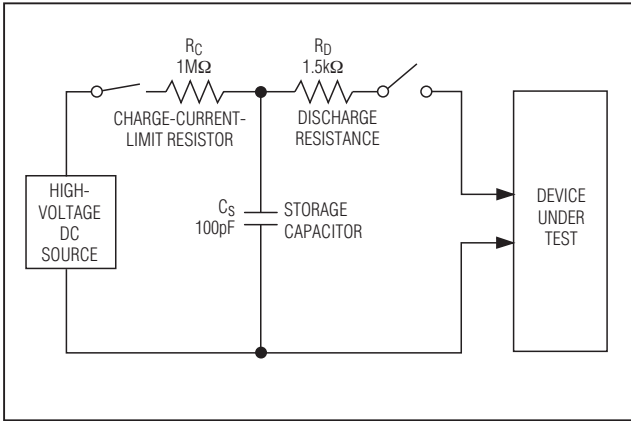 RC
1MΩ
CHARGE-CURRENT-
LIMIT RESISTOR
RD
1.5kΩ
DISCHARGE
RESISTANCE
HIGH-
VOLTAGE
DC
SOURCE
CS
100pF
STORAGE
CAPACITOR
DEVICE
UNDER
TEST